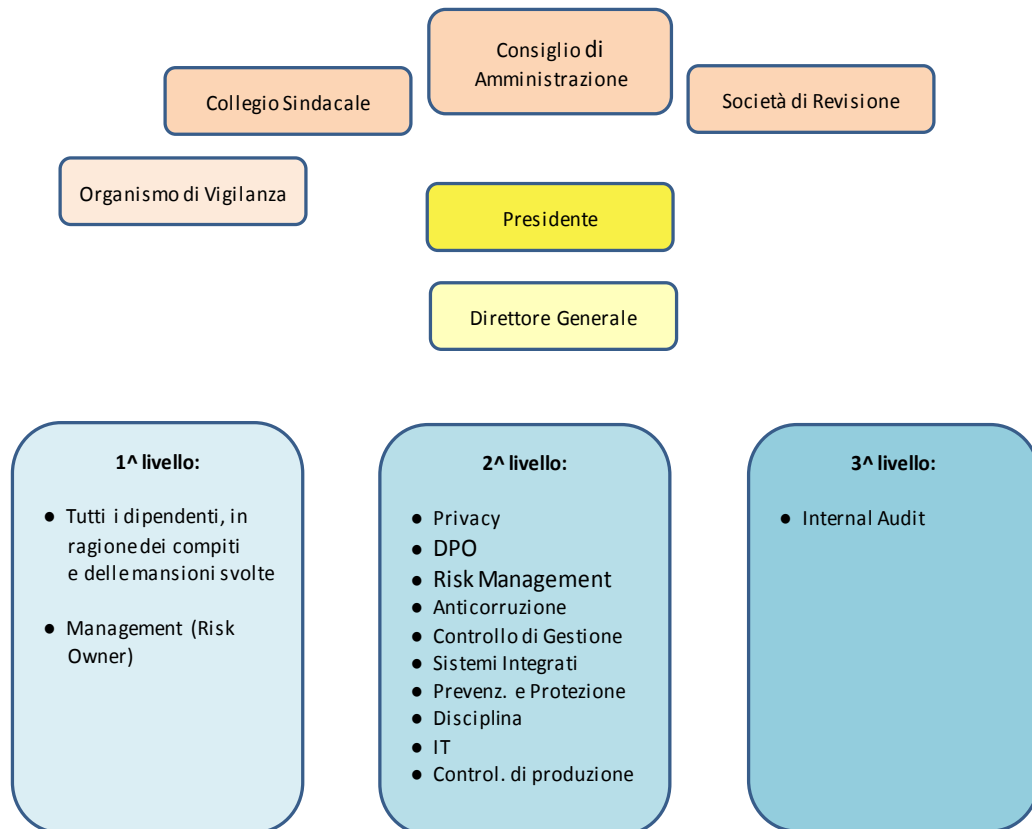 Consiglio di
Amministrazione
Collegio Sindacale
Società di Revisione
Organismo di Vigilanza
Presidente
Direttore Generale
1^ livello:
● Tutti i dipendenti, in
ragione dei compiti
e delle mansioni svolte
● Management (Risk
Owner)
2^ livello:
● Privacy
● DPO
● Risk Management
● Anticorruzione
● Controllo di Gestione
● Sistemi Integrati
● Prevenz. e Protezione
● Disciplina
● IT
● Control. di produzione
3^ livello:
● Internal Audit